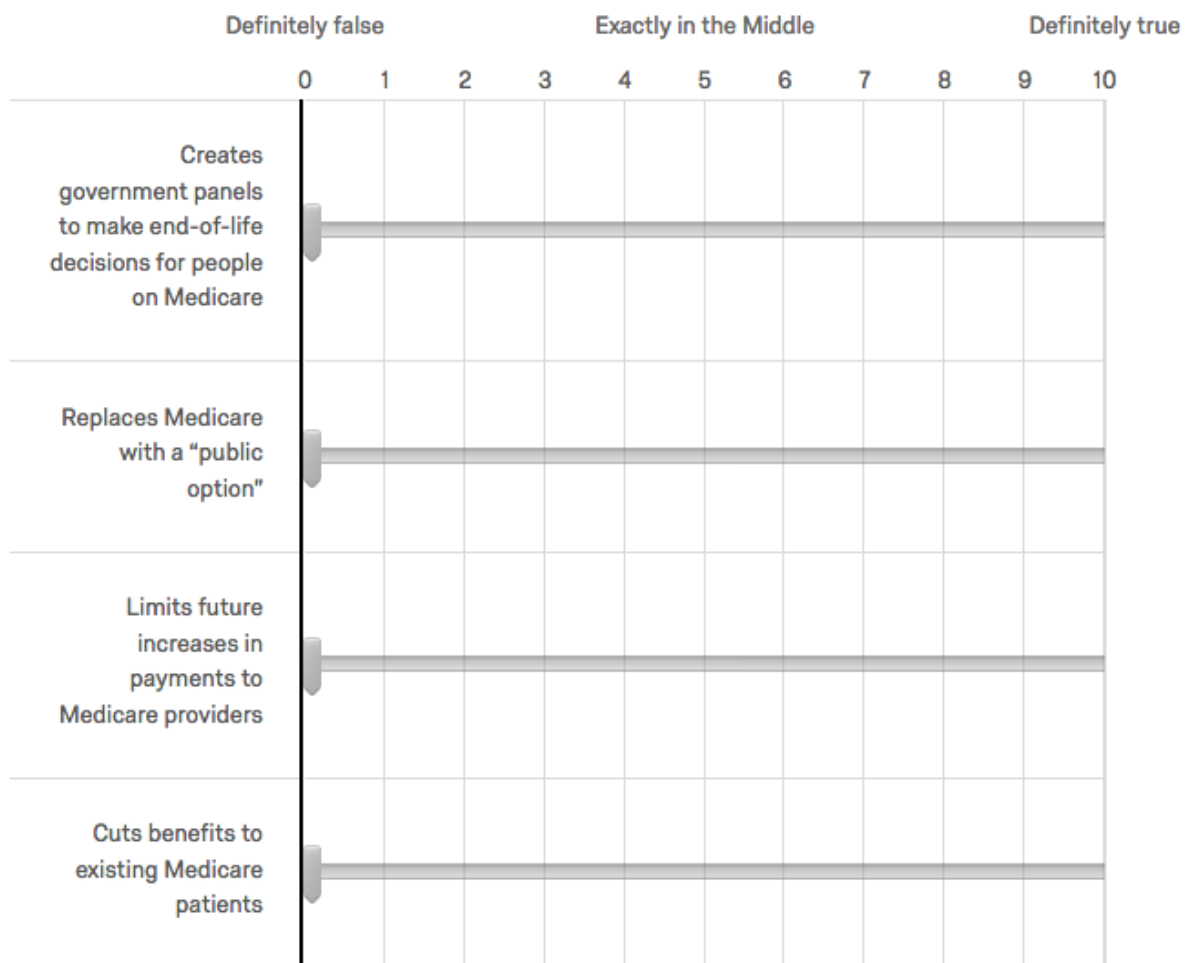 Definitely false Exactly in the Middle Definitely true
0 1 2 3 4 5 6 7 8 9 10
Creates
government panels
to make end-of-life
decisions for people
on Medicare
Replaces Medicare
with a “public
option”
Limits future
increases in
payments to
Medicare providers
Cuts benefits to
existing Medicare
patients